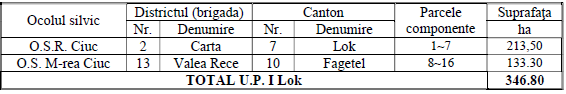 Ocolul silvic Districtul (brigada) Canton Parcele componente Suprafaţa
Nr. Denumire Nr. Denumire ha
O.S.R. Ciuc 2 Carta 7 Lok 1~7 213,50
O.S. M-rea Ciuc 13 Valea Rece 10 Fagetel 8~16 133.30
TOTAL U.P. I Lok 346.80